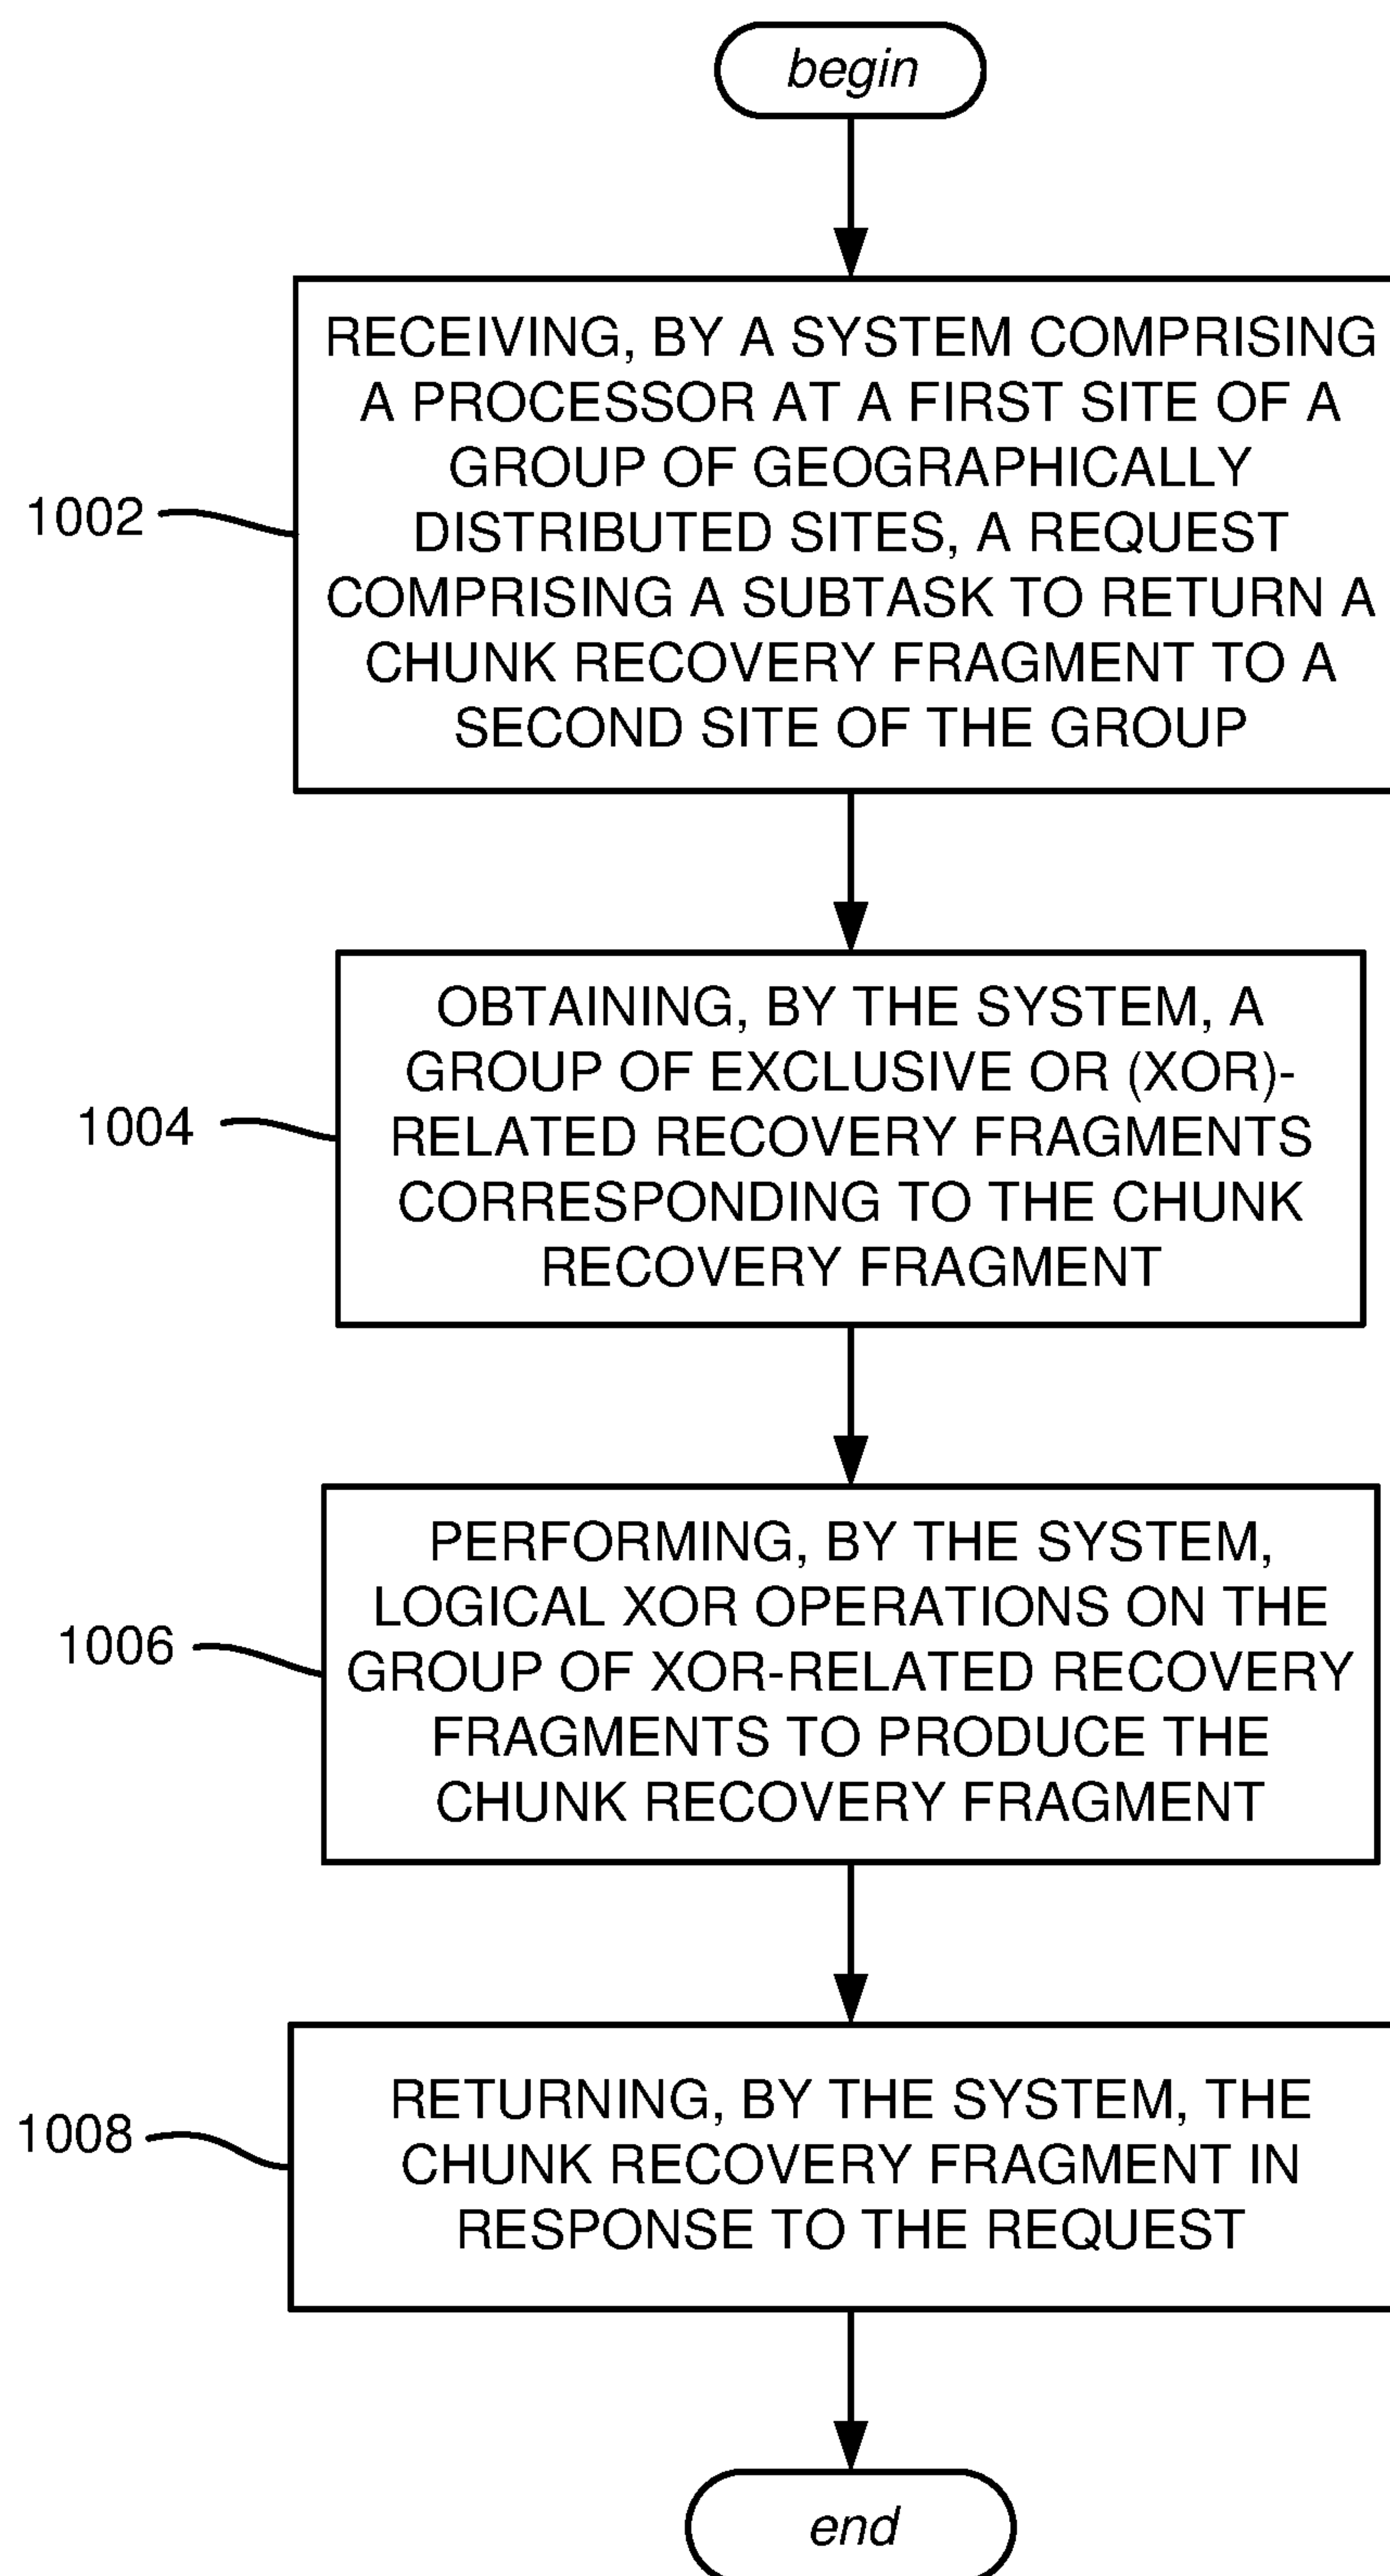 begin
RECEIVING, BY A SYSTEM COMPRISING
A PROCESSOR AT A FIRST SITE OF A
GROUP OF GEOGRAPHICALLY
DISTRIBUTED SITES, A REQUEST
COMPRISING A SUBTASK TO RETURN A
CHUNK RECOVERY FRAGMENT TO A
SECOND SITE OF THE GROUP
1002
OBTAINING, BY THE SYSTEM, A
GROUP OF EXCLUSIVE OR (XOR)-
RELATED RECOVERY FRAGMENTS
CORRESPONDING TO THE CHUNK
RECOVERY FRAGMENT
1004
PERFORMING, BY THE SYSTEM,
LOGICAL XOR OPERATIONS ON THE
GROUP OF XOR-RELATED RECOVERY
FRAGMENTS TO PRODUCE THE
CHUNK RECOVERY FRAGMENT
1006
RETURNING, BY THE SYSTEM, THE
CHUNK RECOVERY FRAGMENT IN
RESPONSE TO THE REQUEST
1008
end